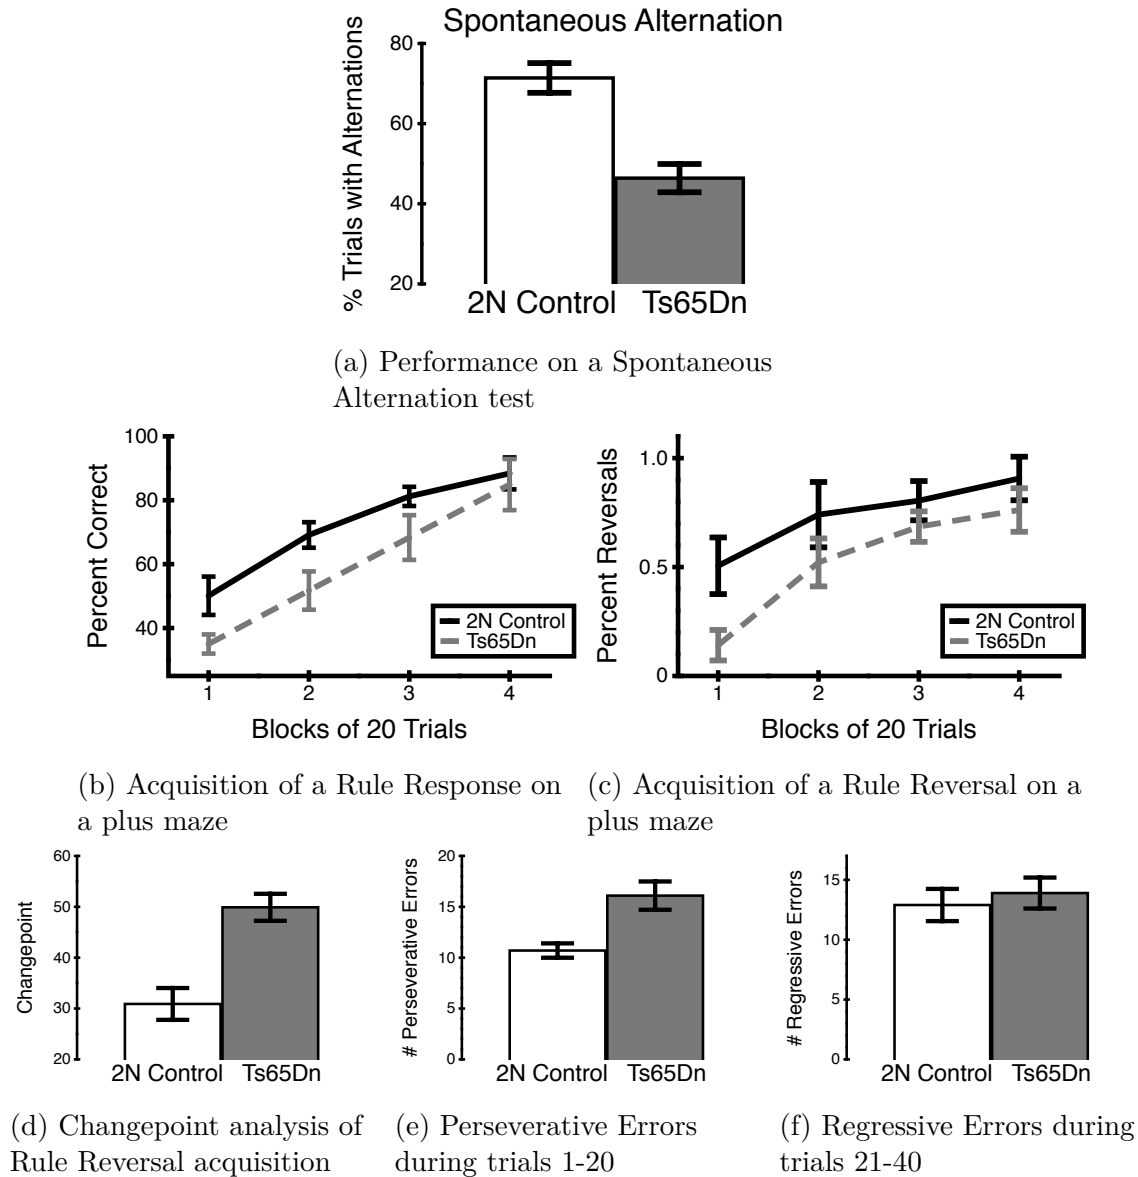 Spontaneous Alternation
% Trials with Alternations
80
60
40
20
2N Control Ts65Dn
(a) Performance on a Spontaneous
Alternation test
Percent Correct
100
80
60
40
2N Control
Ts65Dn
1 2 3 4
Blocks of 20 Trials
Percent Reversals
1.0
0.5
0
2N Control
Ts65Dn
1 2 3 4
Blocks of 20 Trials
(b) Acquisition of a Rule Response on
a plus maze
(c) Acquisition of a Rule Reversal on a
plus maze
Changepoint
60
50
40
30
20
2N Control Ts65Dn
# Perseverative Errors
20
15
10
5
0
2N Control Ts65Dn
# Regressive Errors
15
10
5
0
2N Control Ts65Dn
(d) Changepoint analysis of
Rule Reversal acquisition
(e) Perseverative Errors
during trials 1-20
(f) Regressive Errors during
trials 21-40